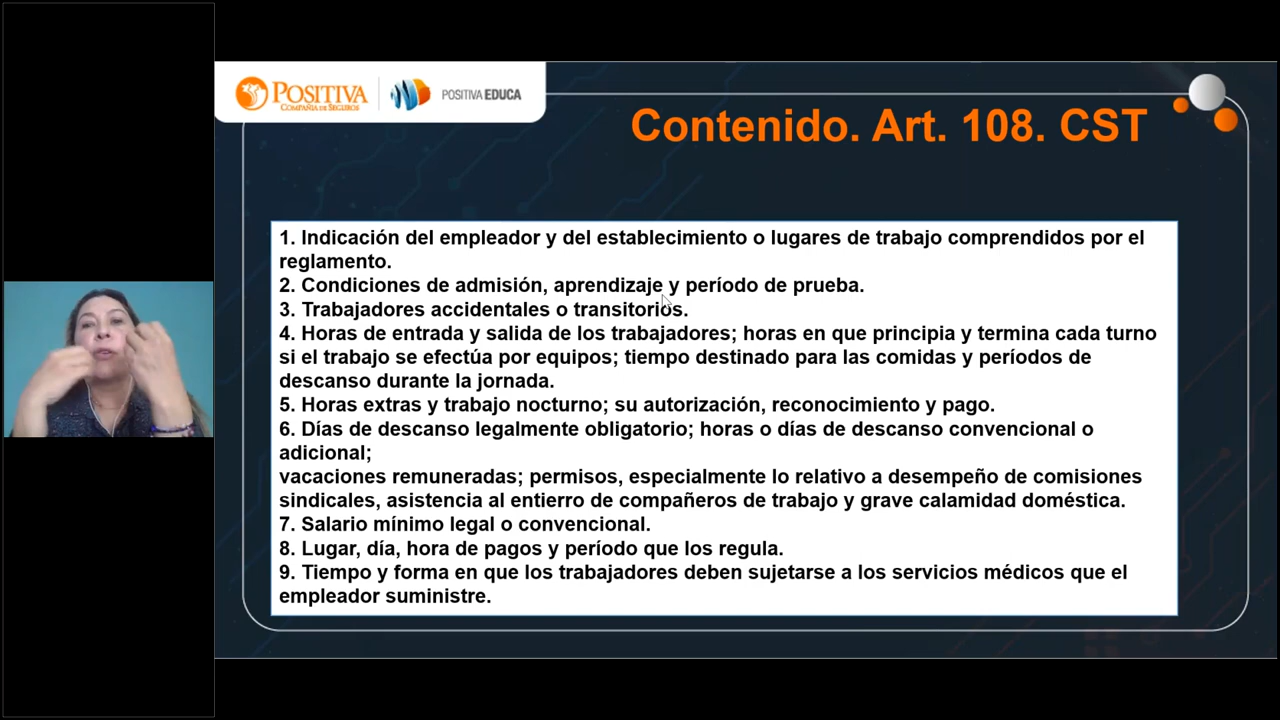 POSITIVA
COMPAÑÍA DE SEGUROS
POSITIVA EDUCA
Contenido. Art. 108. CST
1. Indicación del empleador y del establecimiento o lugares de trabajo comprendidos por el
reglamento.
2. Condiciones de admisión, aprendizaje y período de prueba.
3. Trabajadores accidentales o transitorios.
4. Horas de entrada y salida de los trabajadores; horas en que principia y termina cada turno
si el trabajo se efectúa por equipos; tiempo destinado para las comidas y períodos de
descanso durante la jornada.
5. Horas extras y trabajo nocturno; su autorización, reconocimiento y pago.
6. Días de descanso legalmente obligatorio; horas o días de descanso convencional o
adicional;
vacaciones remuneradas; permisos, especialmente lo relativo a desempeño de comisiones
sindicales, asistencia al entierro de compañeros de trabajo y grave calamidad doméstica.
7. Salario mínimo legal o convencional.
8. Lugar, día, hora de pagos y período que los regula.
9. Tiempo y forma en que los trabajadores deben sujetarse a los servicios médicos que el
empleador suministre.